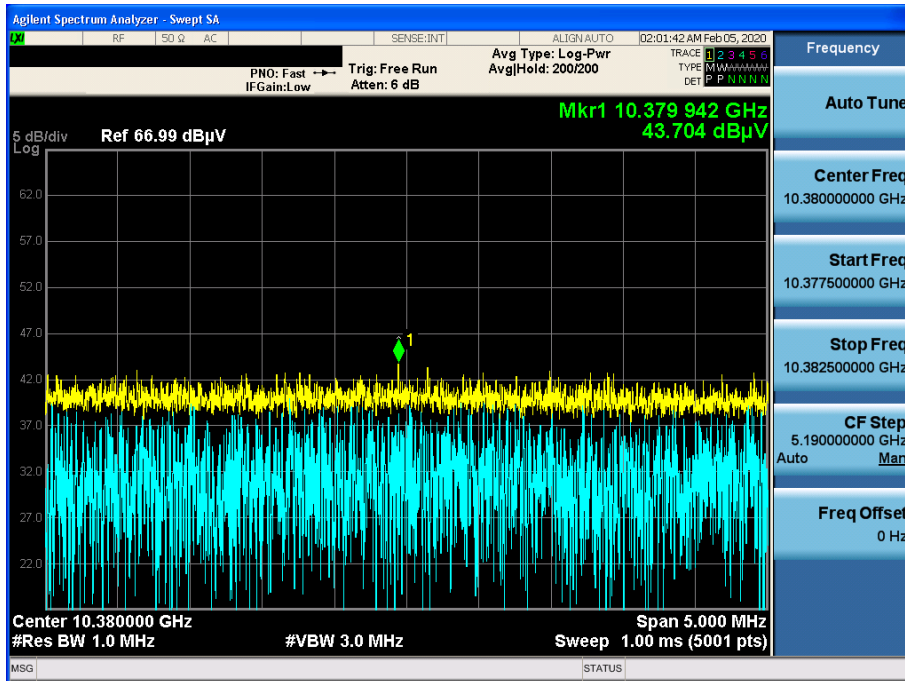 Agilent Spectrum Analyzer - Swept SA
LXI RF 50 Ω AC SENSE:INT ALIGN AUTO 02:01:42 AM Feb 05, 2020
PNO: Fast
IFGain:Low
Trig: Free Run
Atten: 6 dB
Avg Type: Log-Pwr
Avg|Hold: 200/200
TRACE 1 2 3 4 5 6
TYPE M W
DET P P N N N N
Mkr1 10.379 942 GHz
43.704 dBµV
5 dB/div Ref 66.99 dBµV
Log
62.0
57.0
52.0
47.0
42.0
37.0
32.0
27.0
22.0
1
Center 10.380000 GHz Span 5.000 MHz
#Res BW 1.0 MHz #VBW 3.0 MHz Sweep 1.00 ms (5001 pts)
MSG STATUS
Frequency
Auto Tune
Center Freq
10.380000000 GHz
Start Freq
10.377500000 GHz
Stop Freq
10.382500000 GHz
CF Step
5.190000000 GHz
Auto Man
Freq Offset
0 Hz